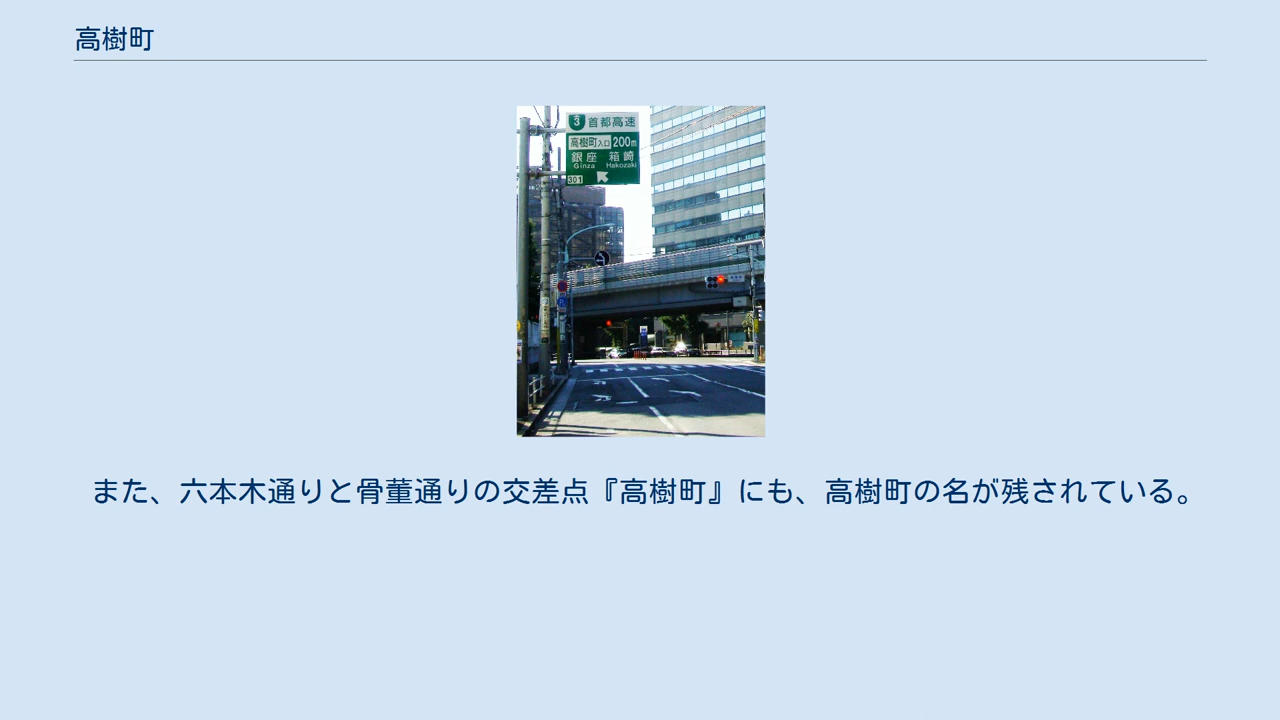 高樹町
3 首都高速
高樹町入口 200m
銀座 箱崎
Ginza Hakozaki
301
また、六本木通りと骨董通りの交差点『高樹町』にも、高樹町の名が残されている。